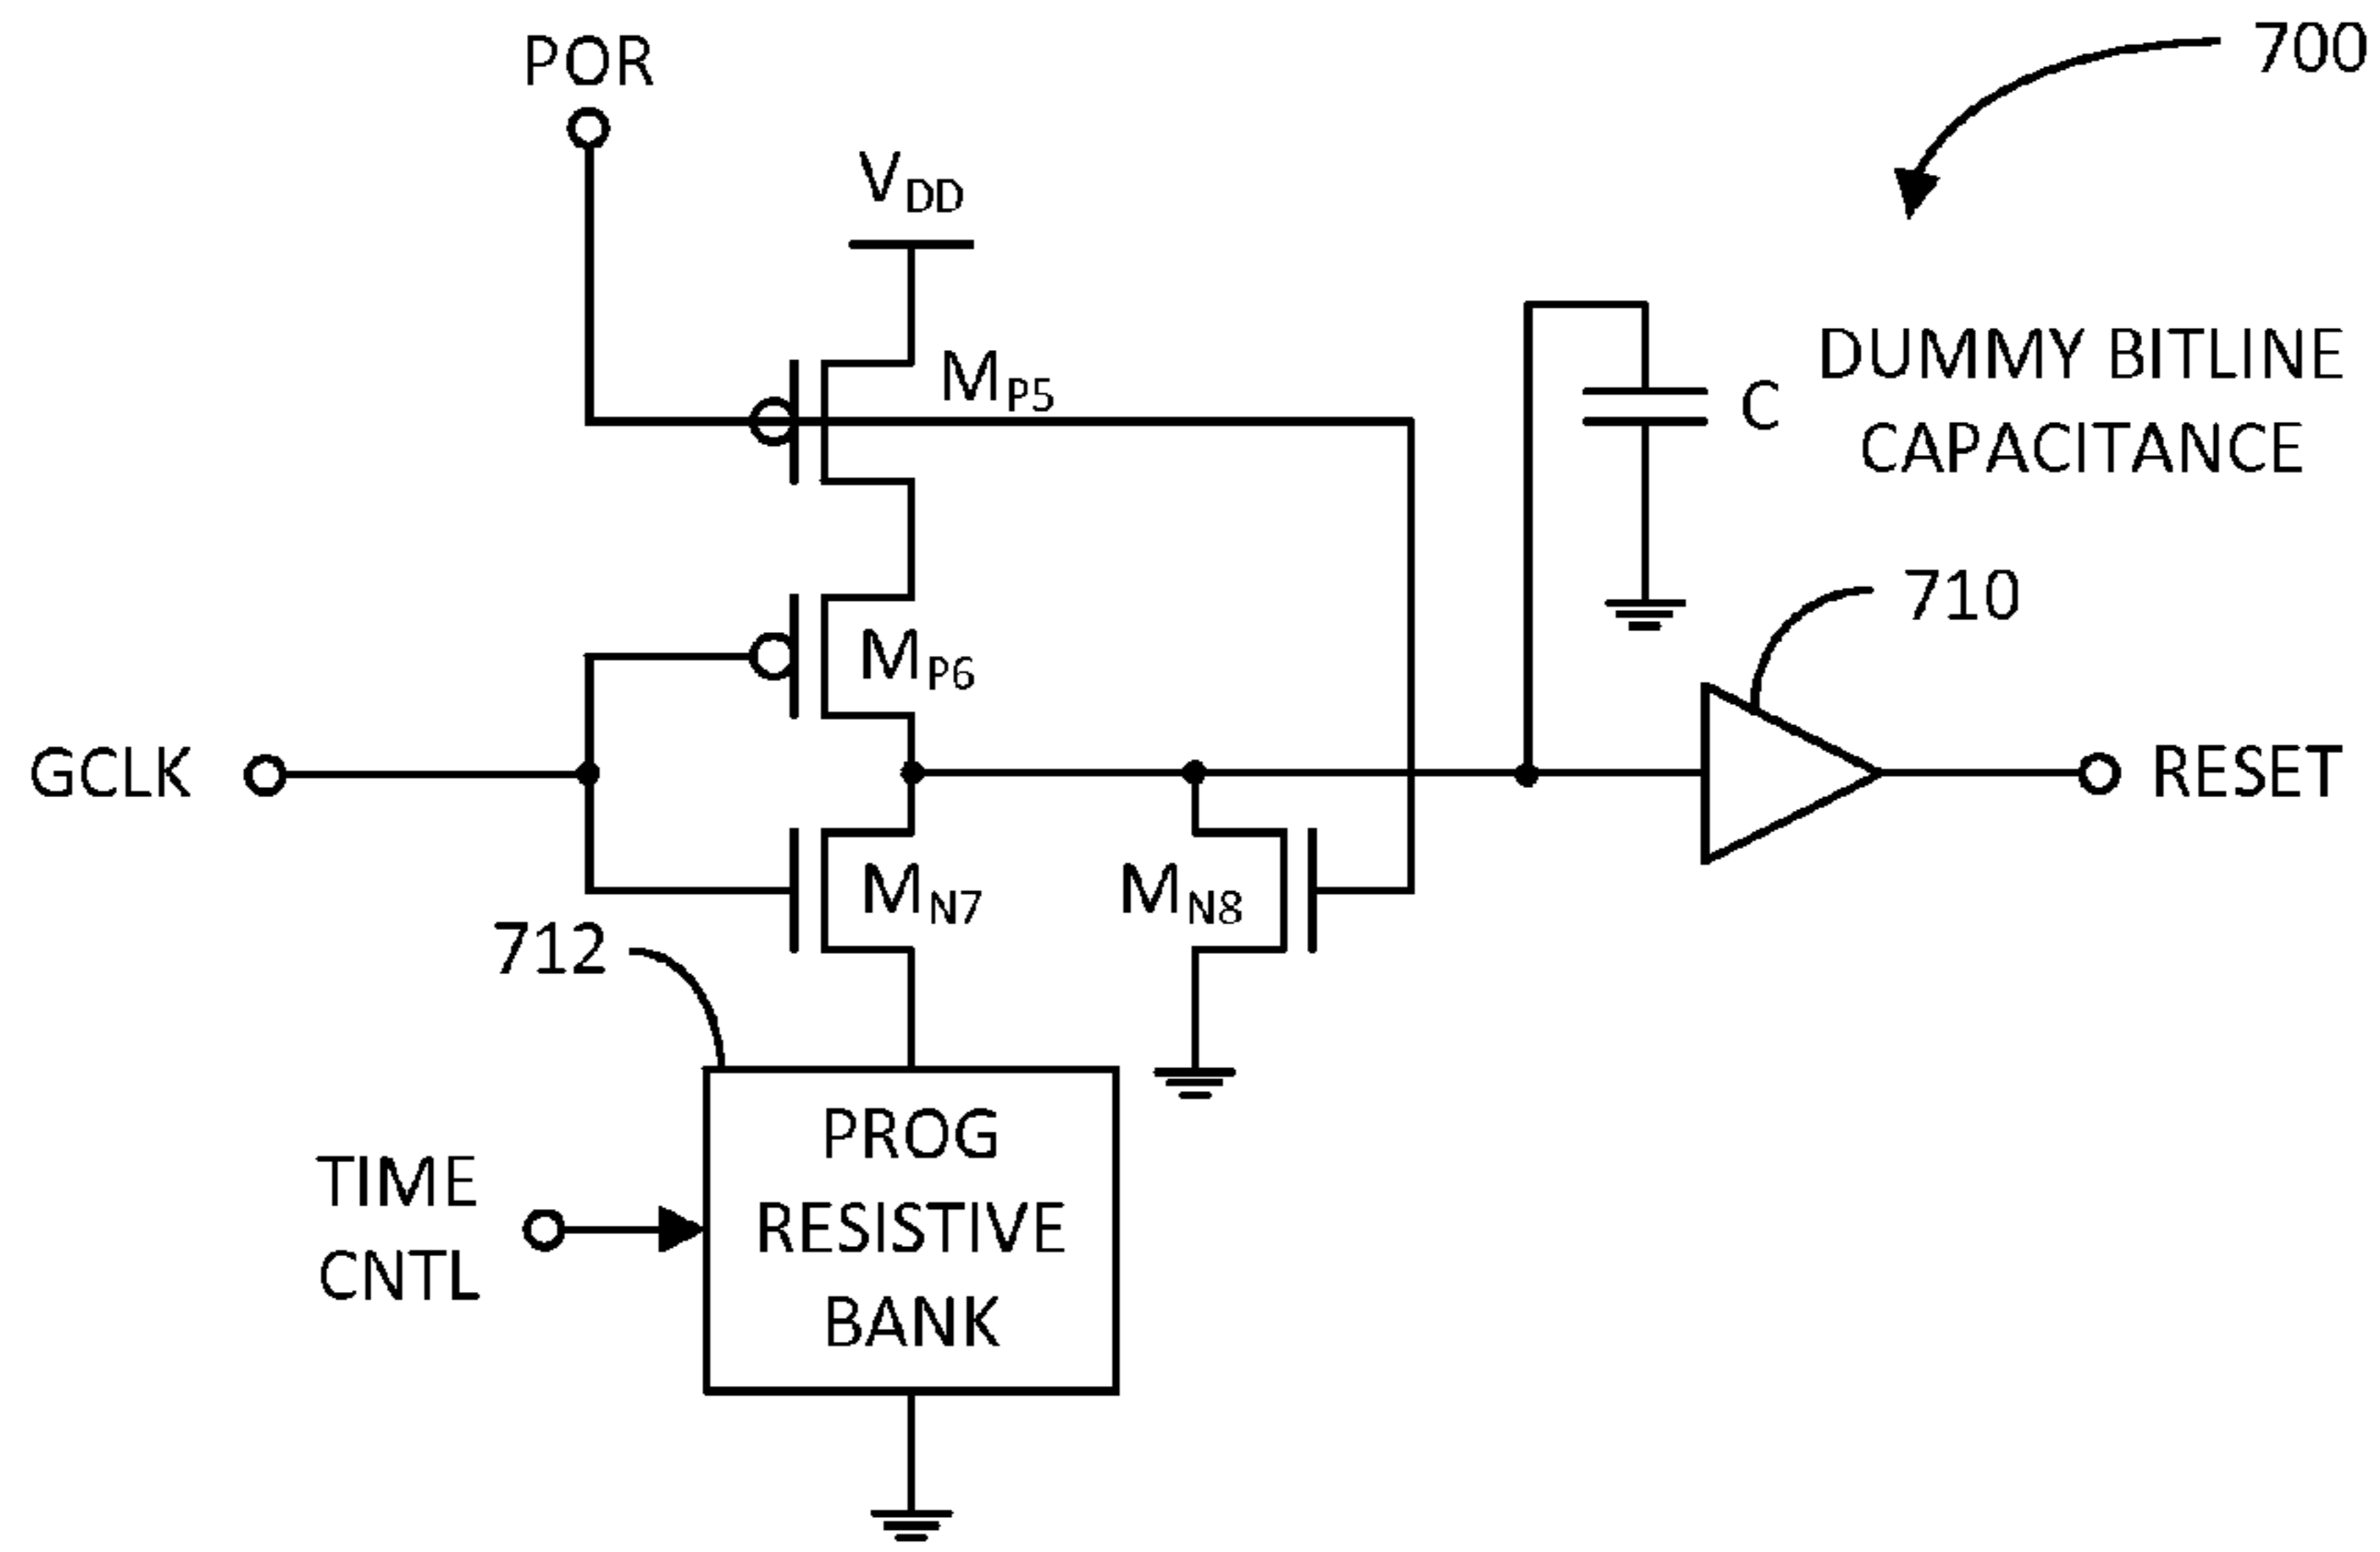 POR
700
VDD
MP5
DUMMY BITLINE
C
CAPACITANCE
710
MP6
GCLK
RESET
MN7
MN8
712
PROG
RESISTIVE
BANK
TIME
CNTL